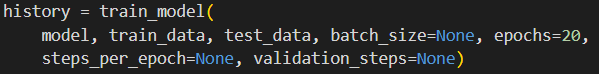 history = train_model(
    model, train_data, test_data, batch_size=None, epochs=20,
    steps_per_epoch=None, validation_steps=None)